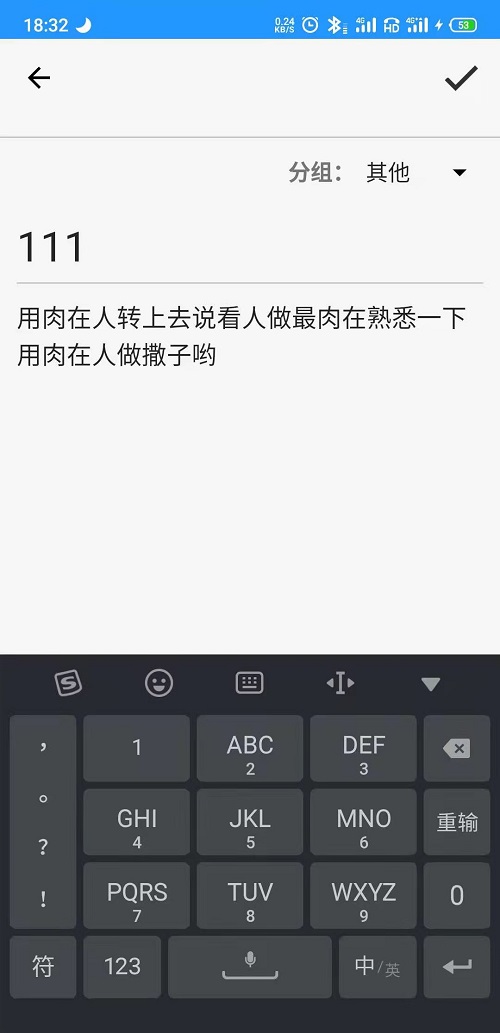 18:32 0.24 KB/S 4G HD 4G+ 53
分组： 其他
111
用肉在人转上去说看人做最肉在熟悉一下
用肉在人做撒子哟
S
， 1 ABC 2 DEF 3
。 GHI 4 JKL 5 MNO 6 重输
？ PQRS 7 TUV 8 WXYZ 9 0
！
符 123 中/英